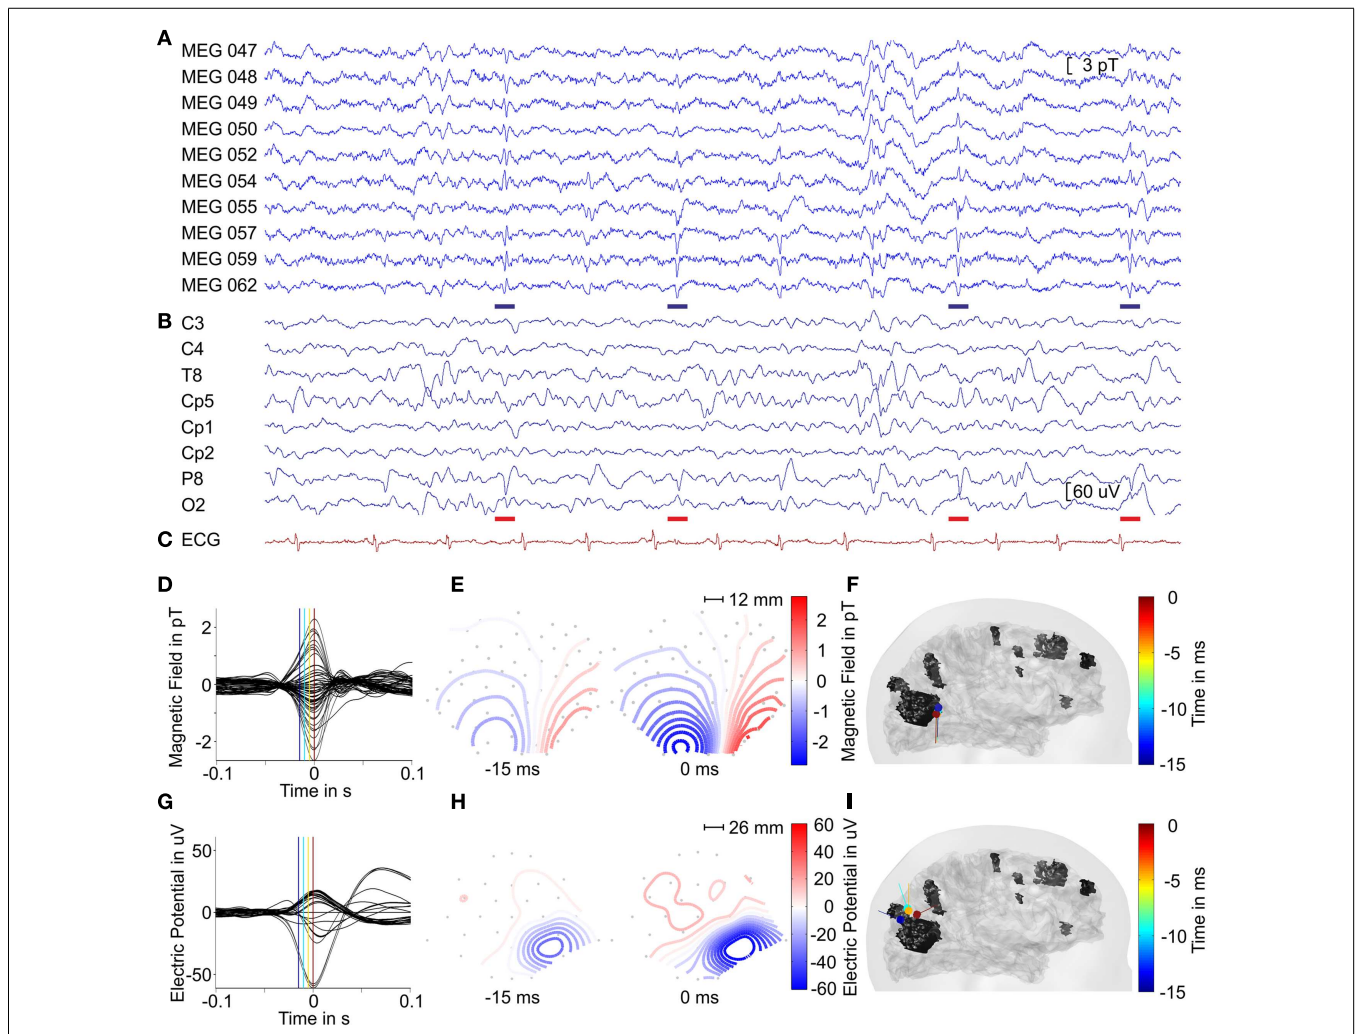 A
MEG 047
MEG 048
MEG 049
MEG 050
MEG 052
MEG 054
MEG 055
MEG 057
MEG 059
MEG 062
3 pT
B
C3
C4
T8
Cp5
Cp1
Cp2
P8
O2
60 uV
C
ECG
D
Magnetic Field in pT
2
0
-2
-0.1
0
0.1
Time in s
E
12 mm
-15 ms
0 ms
2
1
0
-1
-2
Magnetic Field in pT
F
0
-5
-10
-15
Time in ms
G
Electric Potential in uV
50
0
-50
-0.1
0
0.1
Time in s
H
26 mm
-15 ms
0 ms
60
40
20
0
-20
-40
-60
Electric Potential in uV
I
0
-5
-10
-15
Time in ms